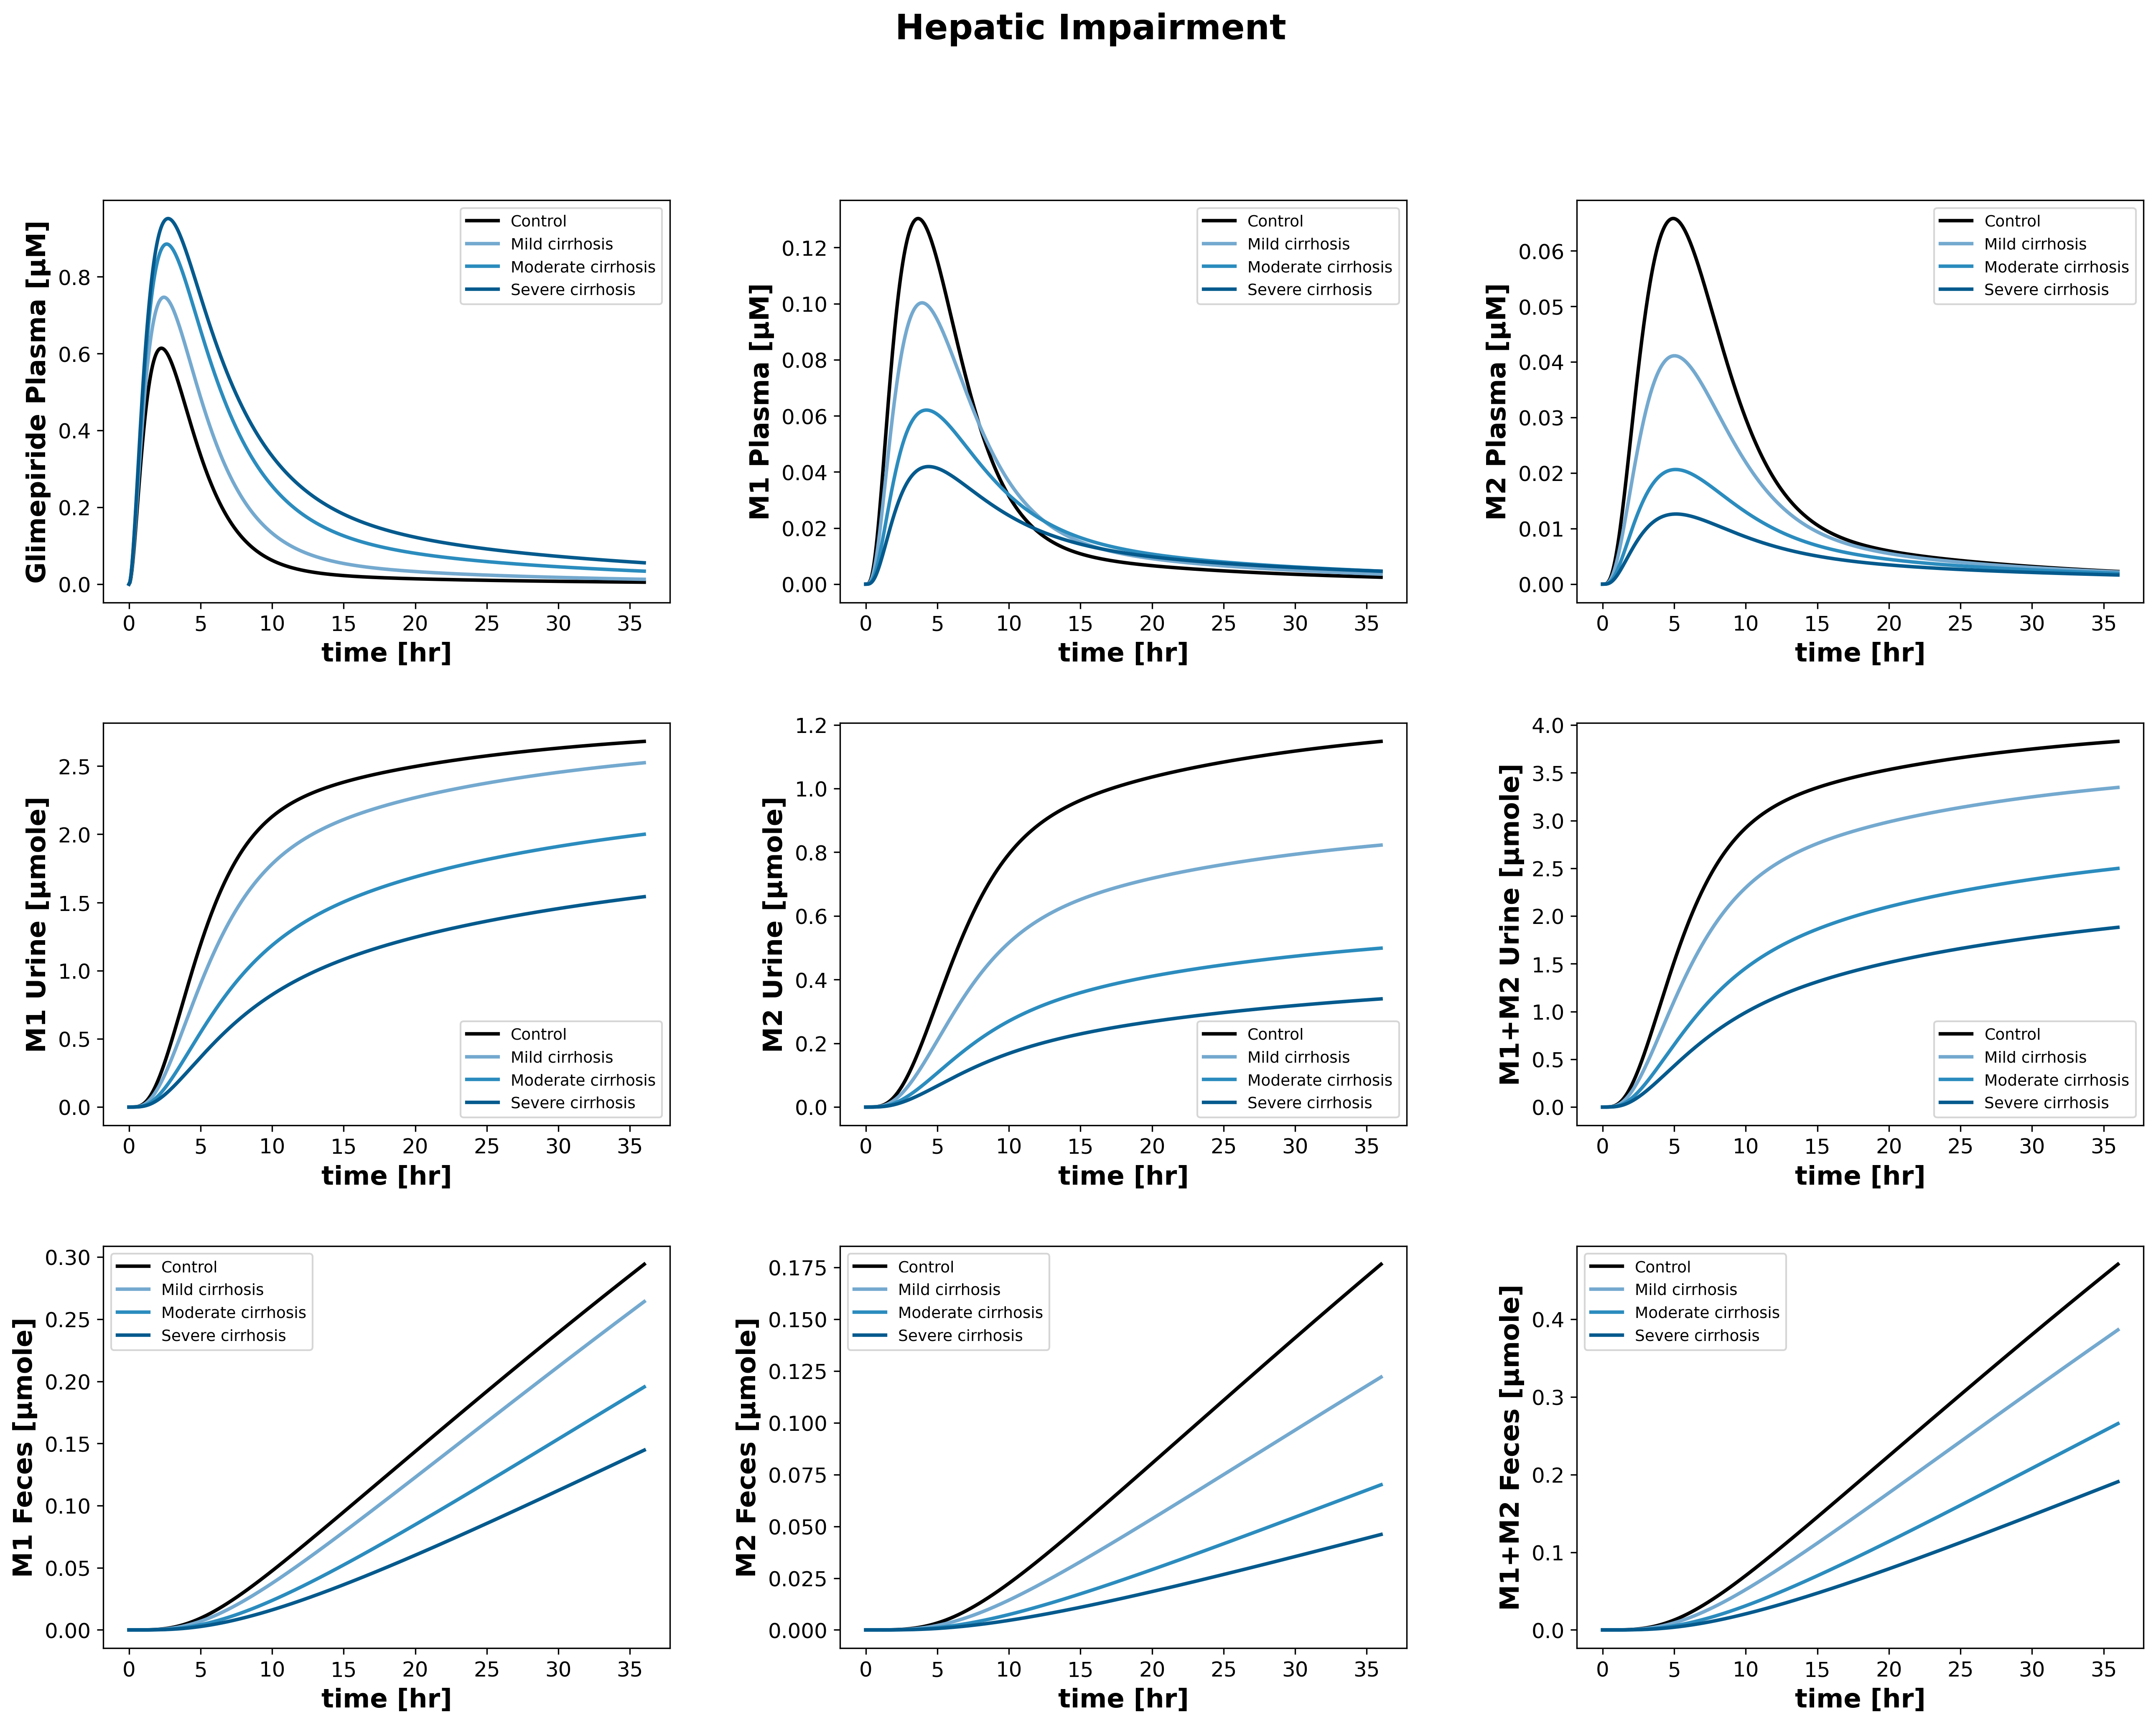 Hepatic Impairment
Glimepiride Plasma [µM]
0.8
0.6
0.4
0.2
0.0
0 5 10 15 20 25 30 35
time [hr]
Control
Mild cirrhosis
Moderate cirrhosis
Severe cirrhosis
M1 Plasma [µM]
0.12
0.10
0.08
0.06
0.04
0.02
0.00
0 5 10 15 20 25 30 35
time [hr]
Control
Mild cirrhosis
Moderate cirrhosis
Severe cirrhosis
M2 Plasma [µM]
0.06
0.05
0.04
0.03
0.02
0.01
0.00
0 5 10 15 20 25 30 35
time [hr]
Control
Mild cirrhosis
Moderate cirrhosis
Severe cirrhosis
M1 Urine [µmole]
2.5
2.0
1.5
1.0
0.5
0.0
0 5 10 15 20 25 30 35
time [hr]
Control
Mild cirrhosis
Moderate cirrhosis
Severe cirrhosis
M2 Urine [µmole]
1.2
1.0
0.8
0.6
0.4
0.2
0.0
0 5 10 15 20 25 30 35
time [hr]
Control
Mild cirrhosis
Moderate cirrhosis
Severe cirrhosis
M1+M2 Urine [µmole]
4.0
3.5
3.0
2.5
2.0
1.5
1.0
0.5
0.0
0 5 10 15 20 25 30 35
time [hr]
Control
Mild cirrhosis
Moderate cirrhosis
Severe cirrhosis
M1 Feces [µmole]
0.30
0.25
0.20
0.15
0.10
0.05
0.00
0 5 10 15 20 25 30 35
time [hr]
Control
Mild cirrhosis
Moderate cirrhosis
Severe cirrhosis
M2 Feces [µmole]
0.175
0.150
0.125
0.100
0.075
0.050
0.025
0.000
0 5 10 15 20 25 30 35
time [hr]
Control
Mild cirrhosis
Moderate cirrhosis
Severe cirrhosis
M1+M2 Feces [µmole]
0.4
0.3
0.2
0.1
0.0
0 5 10 15 20 25 30 35
time [hr]
Control
Mild cirrhosis
Moderate cirrhosis
Severe cirrhosis